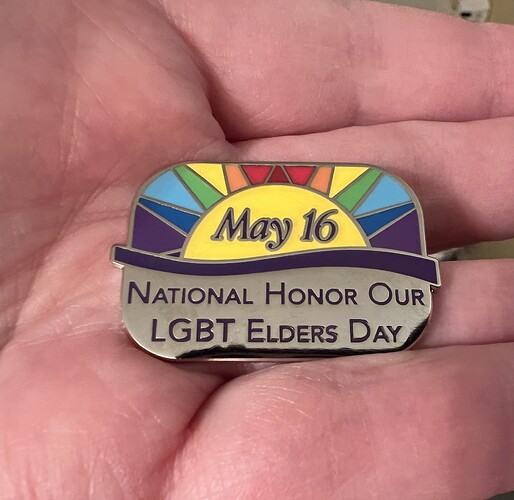 May 16
National Honor Our
LGBT Elders Day